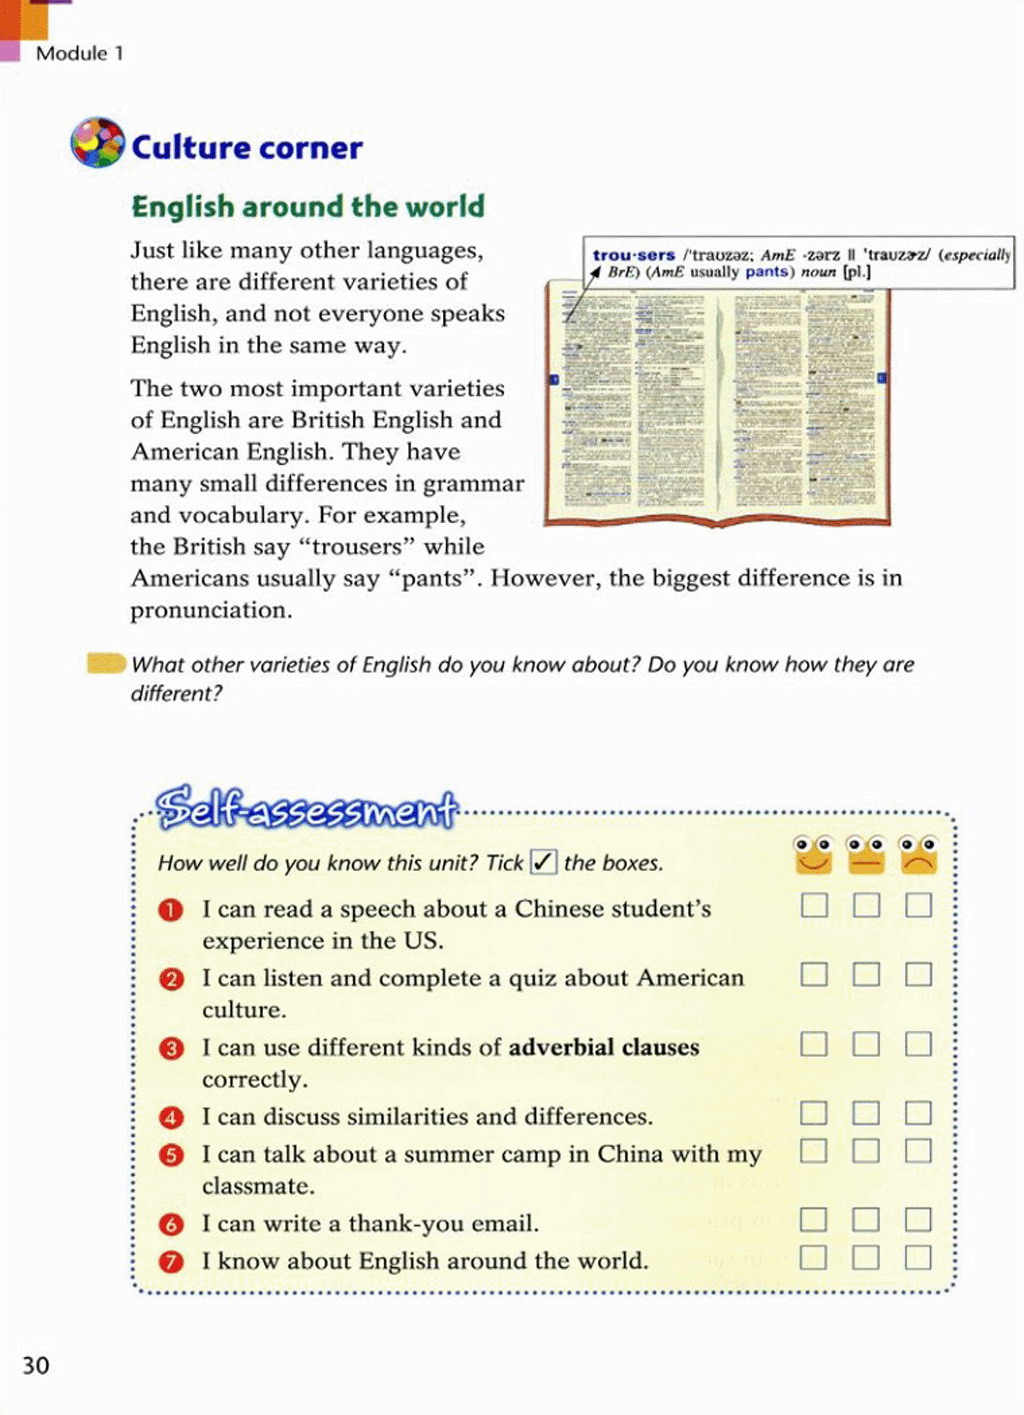 Module 1
Culture corner
English around the world
Just like many other languages,
there are different varieties of
English, and not everyone speaks
English in the same way.
The two most important varieties
of English are British English and
American English. They have
many small differences in grammar
and vocabulary. For example,
the British say “trousers” while
Americans usually say “pants”. However, the biggest difference is in
pronunciation.
trou·sers /ˈtraʊzəz; AmE -zərz ǁ ˈtraʊzɚz/ (especially
BrE) (AmE usually pants) noun [pl.]
What other varieties of English do you know about? Do you know how they are
different?
Self-assessment
How well do you know this unit? Tick ✓ the boxes.
1 I can read a speech about a Chinese student’s
experience in the US.
2 I can listen and complete a quiz about American
culture.
3 I can use different kinds of adverbial clauses
correctly.
4 I can discuss similarities and differences.
5 I can talk about a summer camp in China with my
classmate.
6 I can write a thank-you email.
7 I know about English around the world.
30